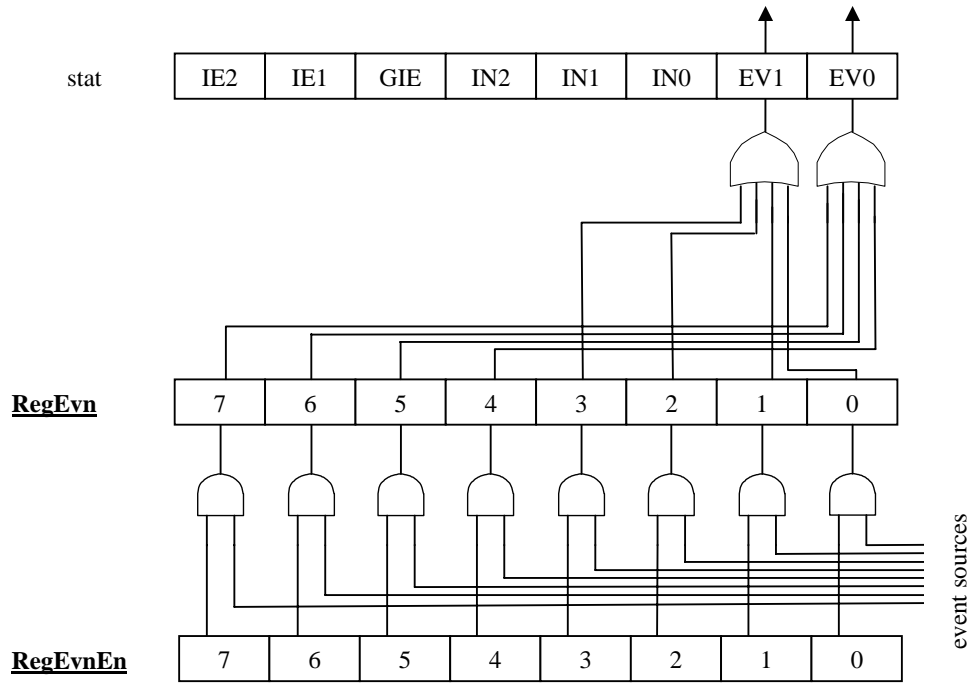 stat IE2 IE1 GIE IN2 IN1 IN0 EV1 EV0
RegEvn 7 6 5 4 3 2 1 0
event sources
RegEvnEn 7 6 5 4 3 2 1 0